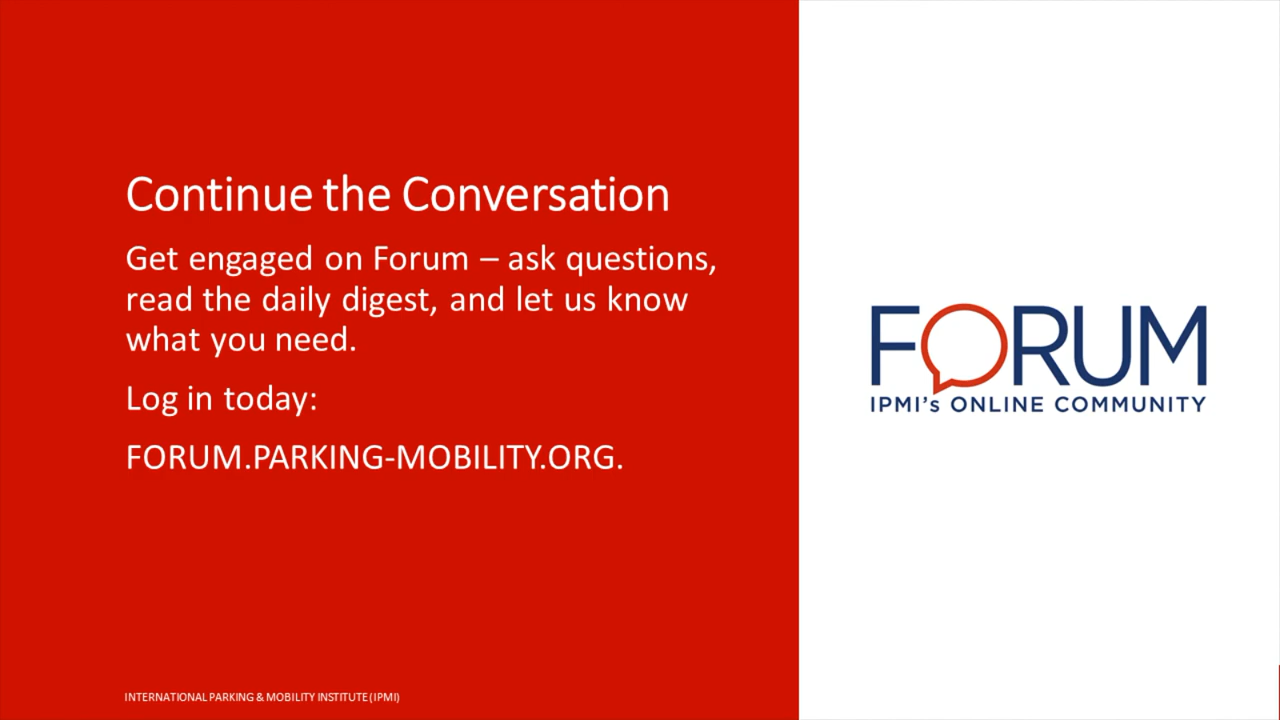 Continue the Conversation
Get engaged on Forum – ask questions,
read the daily digest, and let us know
what you need.
Log in today:
FORUM.PARKING-MOBILITY.ORG.
FORUM
IPMI's ONLINE COMMUNITY
INTERNATIONAL PARKING & MOBILITY INSTITUTE (IPMI)